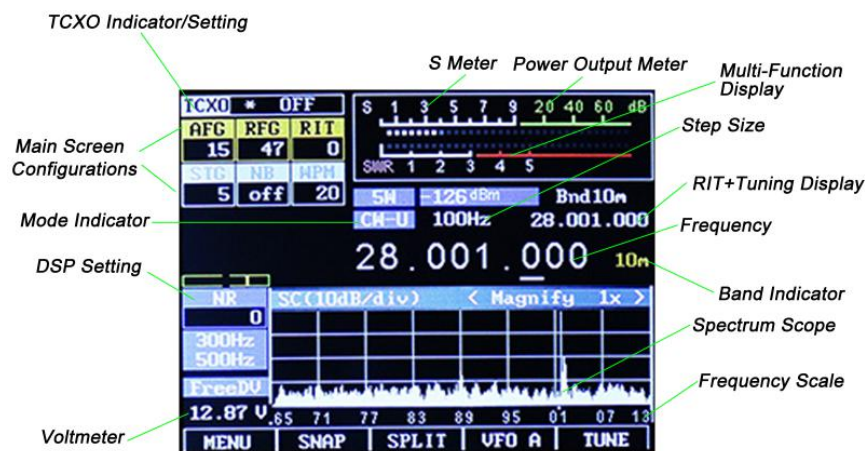 TCXO Indicator/Setting
S Meter
Power Output Meter
Multi-Function
Display
Step Size
Main Screen
Configurations
RIT+Tuning Display
Mode Indicator
Frequency
DSP Setting
Band Indicator
Spectrum Scope
Frequency Scale
Voltmeter
TCXO * OFF
S 1 3 5 7 9 20 40 60 dB
AFG RFG RIT
15 47 0
SWR 1 2 3 4 5
STG NB WPM
5 off 20
5W -126 dBm Bnd10m
CW-U 100Hz 28.001.000
28.001.000 10m
NR SC(10dB/div) < Magnify 1x >
0
300Hz
500Hz
FreeDV
12.87 V .65 71 77 83 89 95 01 07 13
MENU SNAP SPLIT VFO A TUNE